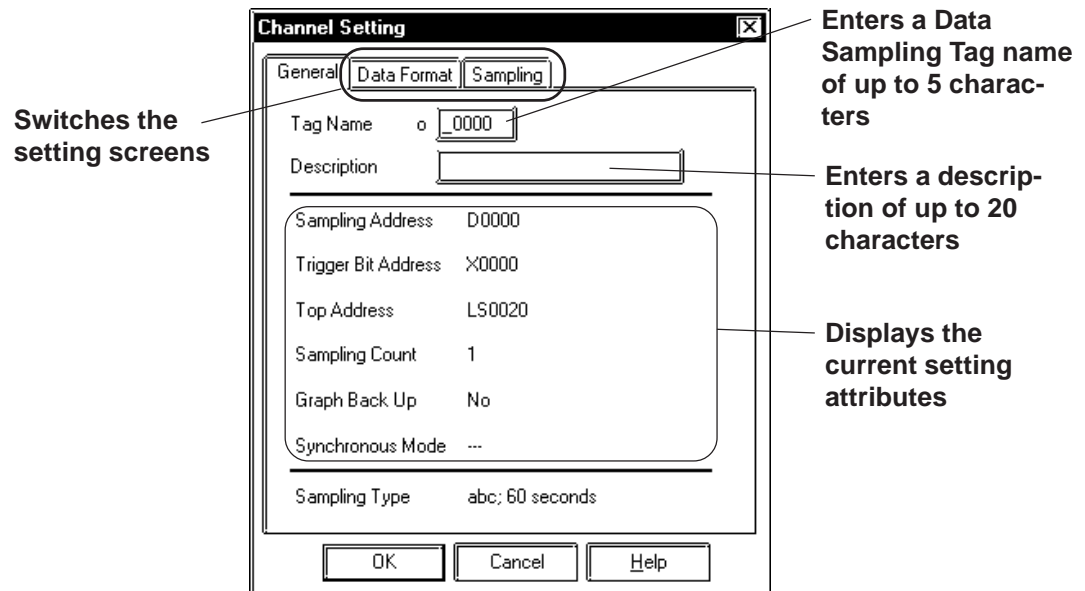 Channel Setting
General Data Format Sampling
Tag Name o _0000
Description
Sampling Address D0000
Trigger Bit Address X0000
Top Address LS0020
Sampling Count 1
Graph Back Up No
Synchronous Mode ---
Sampling Type abc; 60 seconds
OK Cancel Help
Switches the
setting screens
Enters a Data
Sampling Tag name
of up to 5 charac-
ters
Enters a descrip-
tion of up to 20
characters
Displays the
current setting
attributes